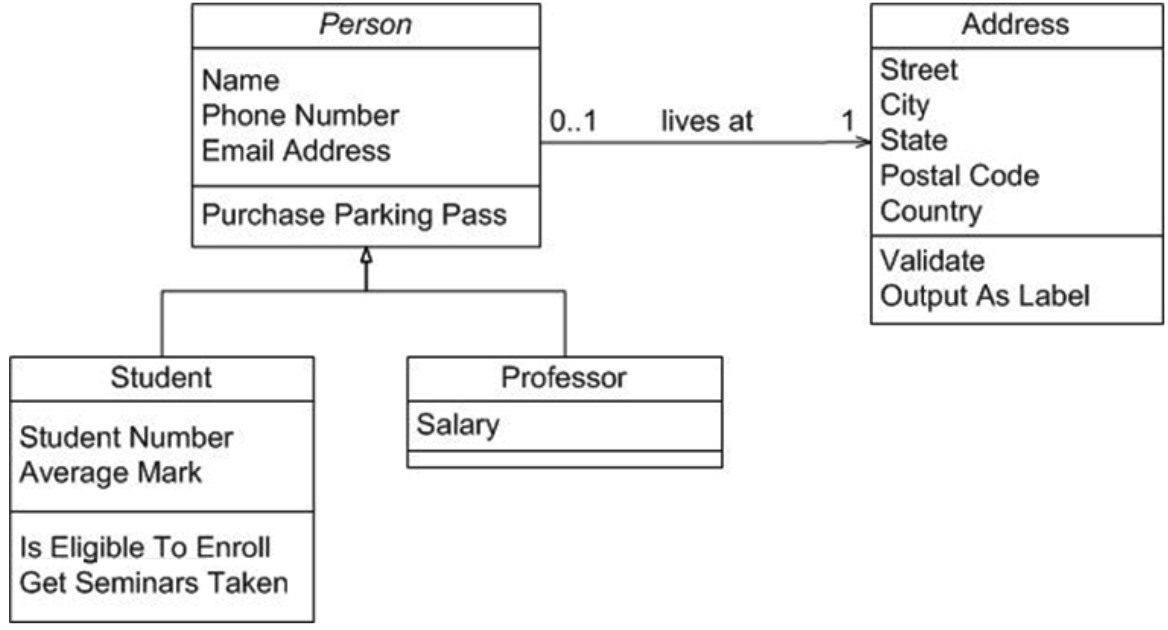 Person
Name
Phone Number
Email Address
Purchase Parking Pass
0..1 lives at 1
Address
Street
City
State
Postal Code
Country
Validate
Output As Label
Student
Student Number
Average Mark
Is Eligible To Enroll
Get Seminars Taken
Professor
Salary